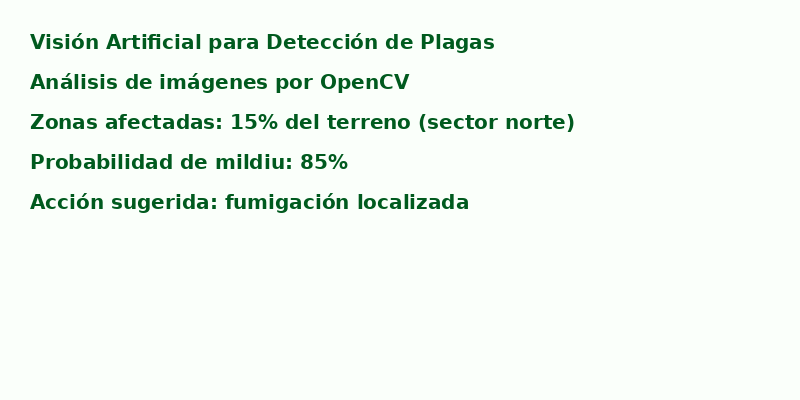 Visión Artificial para Detección de Plagas
Análisis de imágenes por OpenCV
Zonas afectadas: 15% del terreno (sector norte)
Probabilidad de mildiu: 85%
Acción sugerida: fumigación localizada